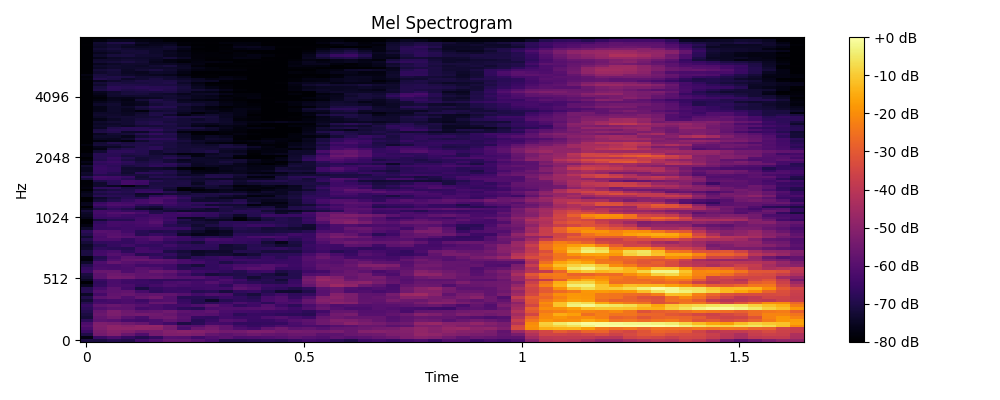 Mel Spectrogram
+0 dB
-10 dB
4096
-20 dB
2048
-30 dB
Hz
-40 dB
1024
-50 dB
512
-60 dB
-70 dB
0
-80 dB
0 0.5 1 1.5
Time